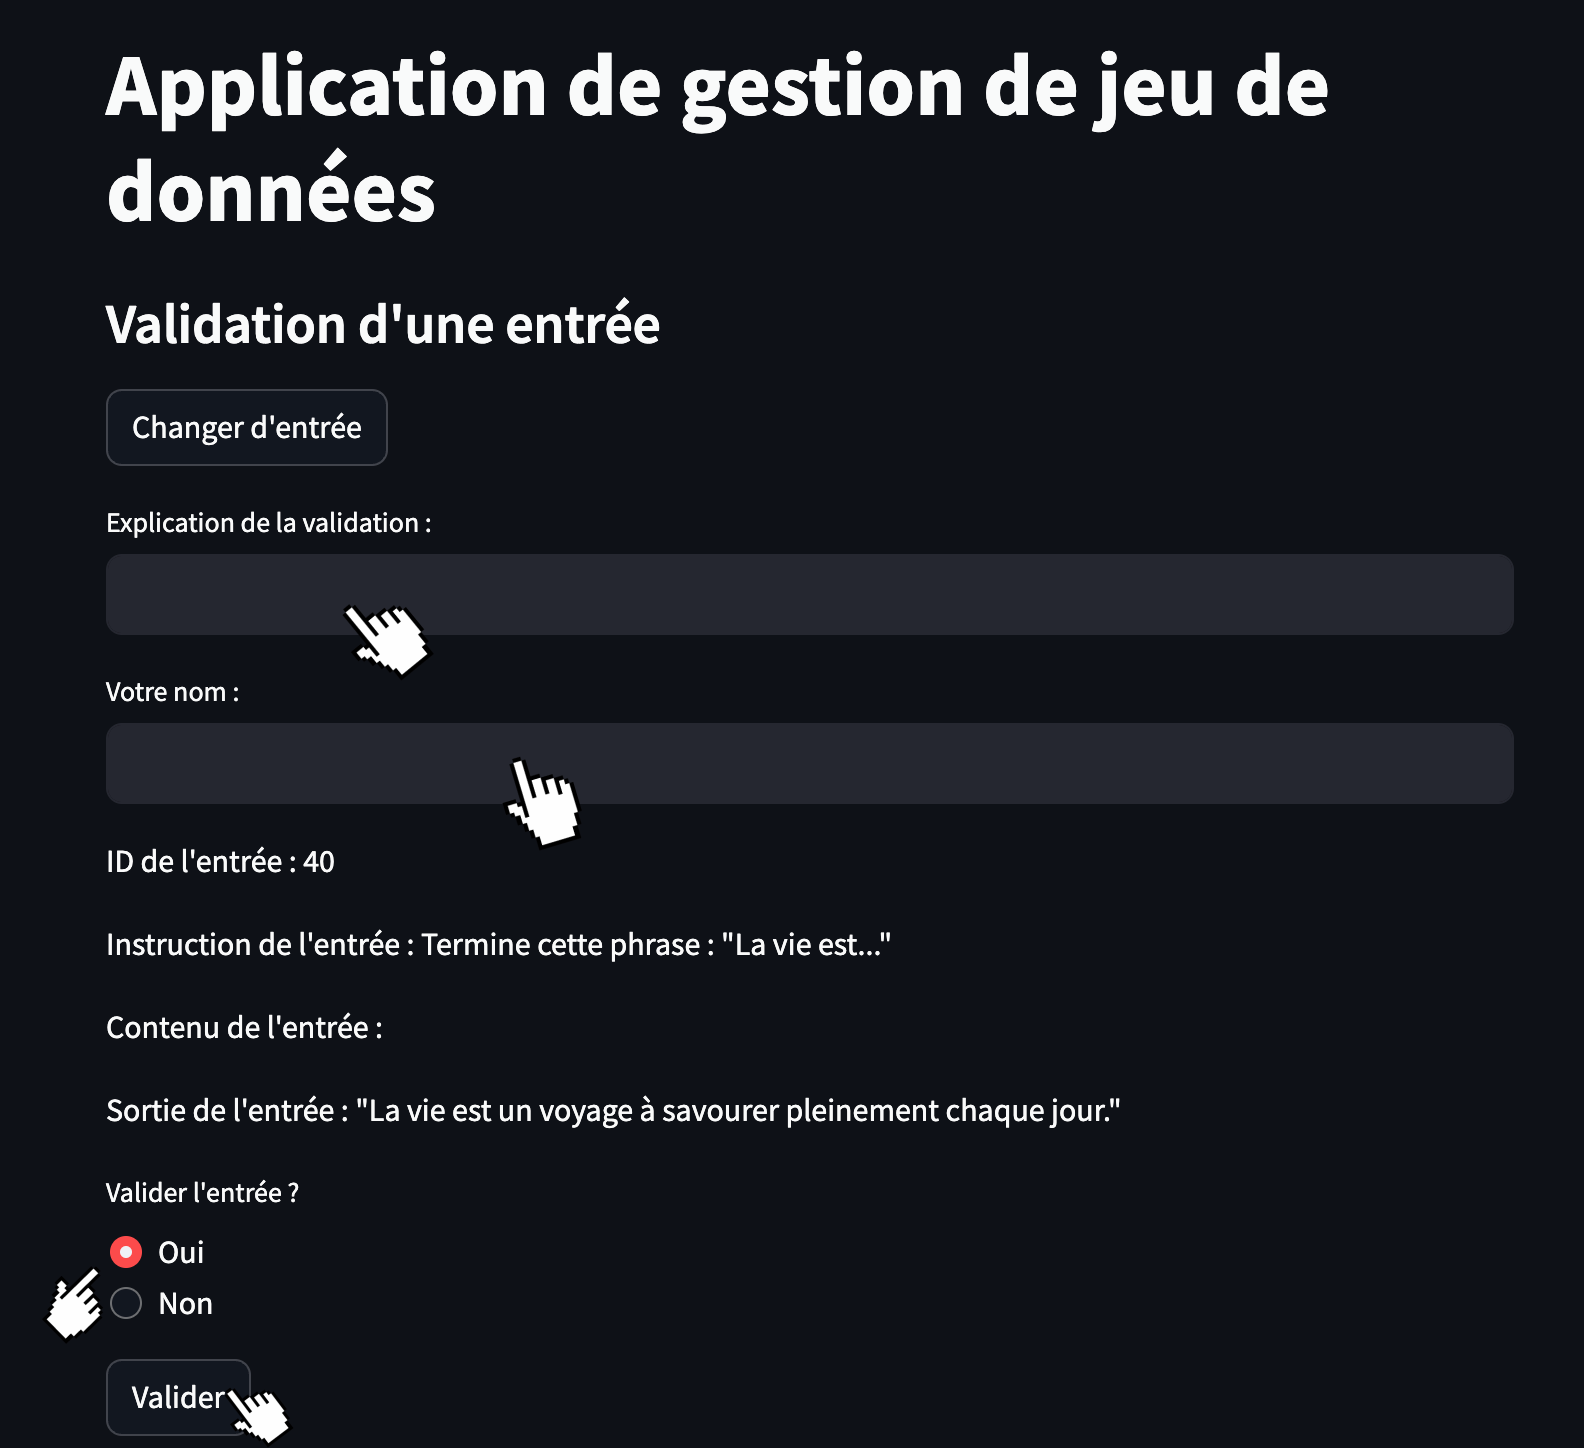 Application de gestion de jeu de
données
Validation d'une entrée
Changer d'entrée
Explication de la validation :
Votre nom :
ID de l'entrée : 40
Instruction de l'entrée : Termine cette phrase : "La vie est..."
Contenu de l'entrée :
Sortie de l'entrée : "La vie est un voyage à savourer pleinement chaque jour."
Valider l'entrée ?
Oui
Non
Valider